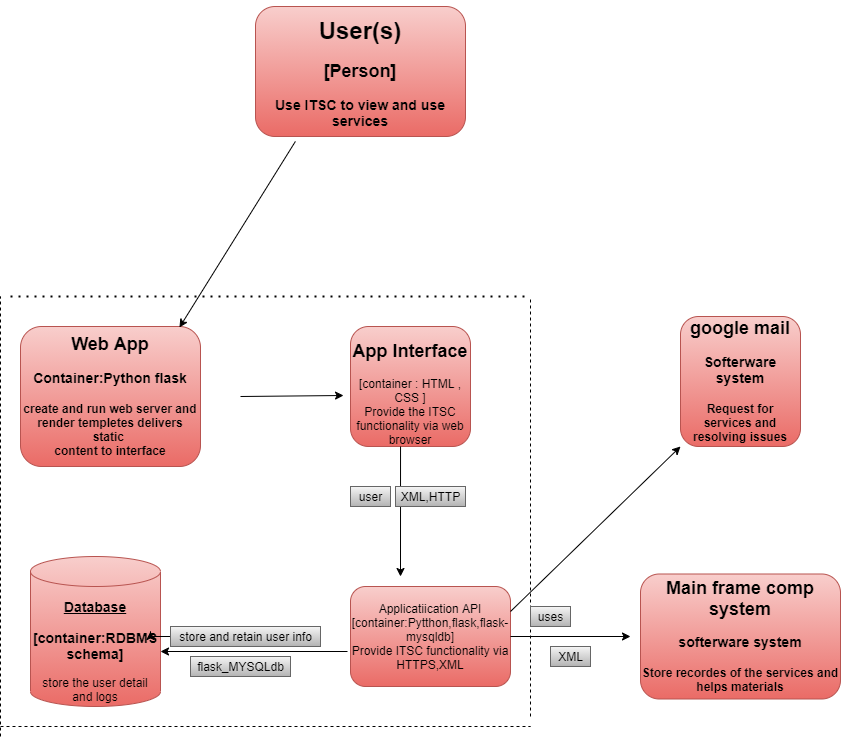 User(s)
[Person]
Use ITSC to view and use
services
Web App
Container:Python flask
create and run web server and
render templetes delivers
static
content to interface
App Interface
[container : HTML ,
CSS ]
Provide the ITSC
functionality via web
browser
google mail
Softerware
system
Request for
services and
resolving issues
user
XML,HTTP
Database
[container:RDBMS
schema]
store the user detail
and logs
store and retain user info
flask_MYSQLdb
Applicatiication API
[container:Pytthon,flask,flask-
mysqldb]
Provide ITSC functionality via
HTTPS,XML
uses
XML
Main frame comp
system
softerware system
Store recordes of the services and
helps materials